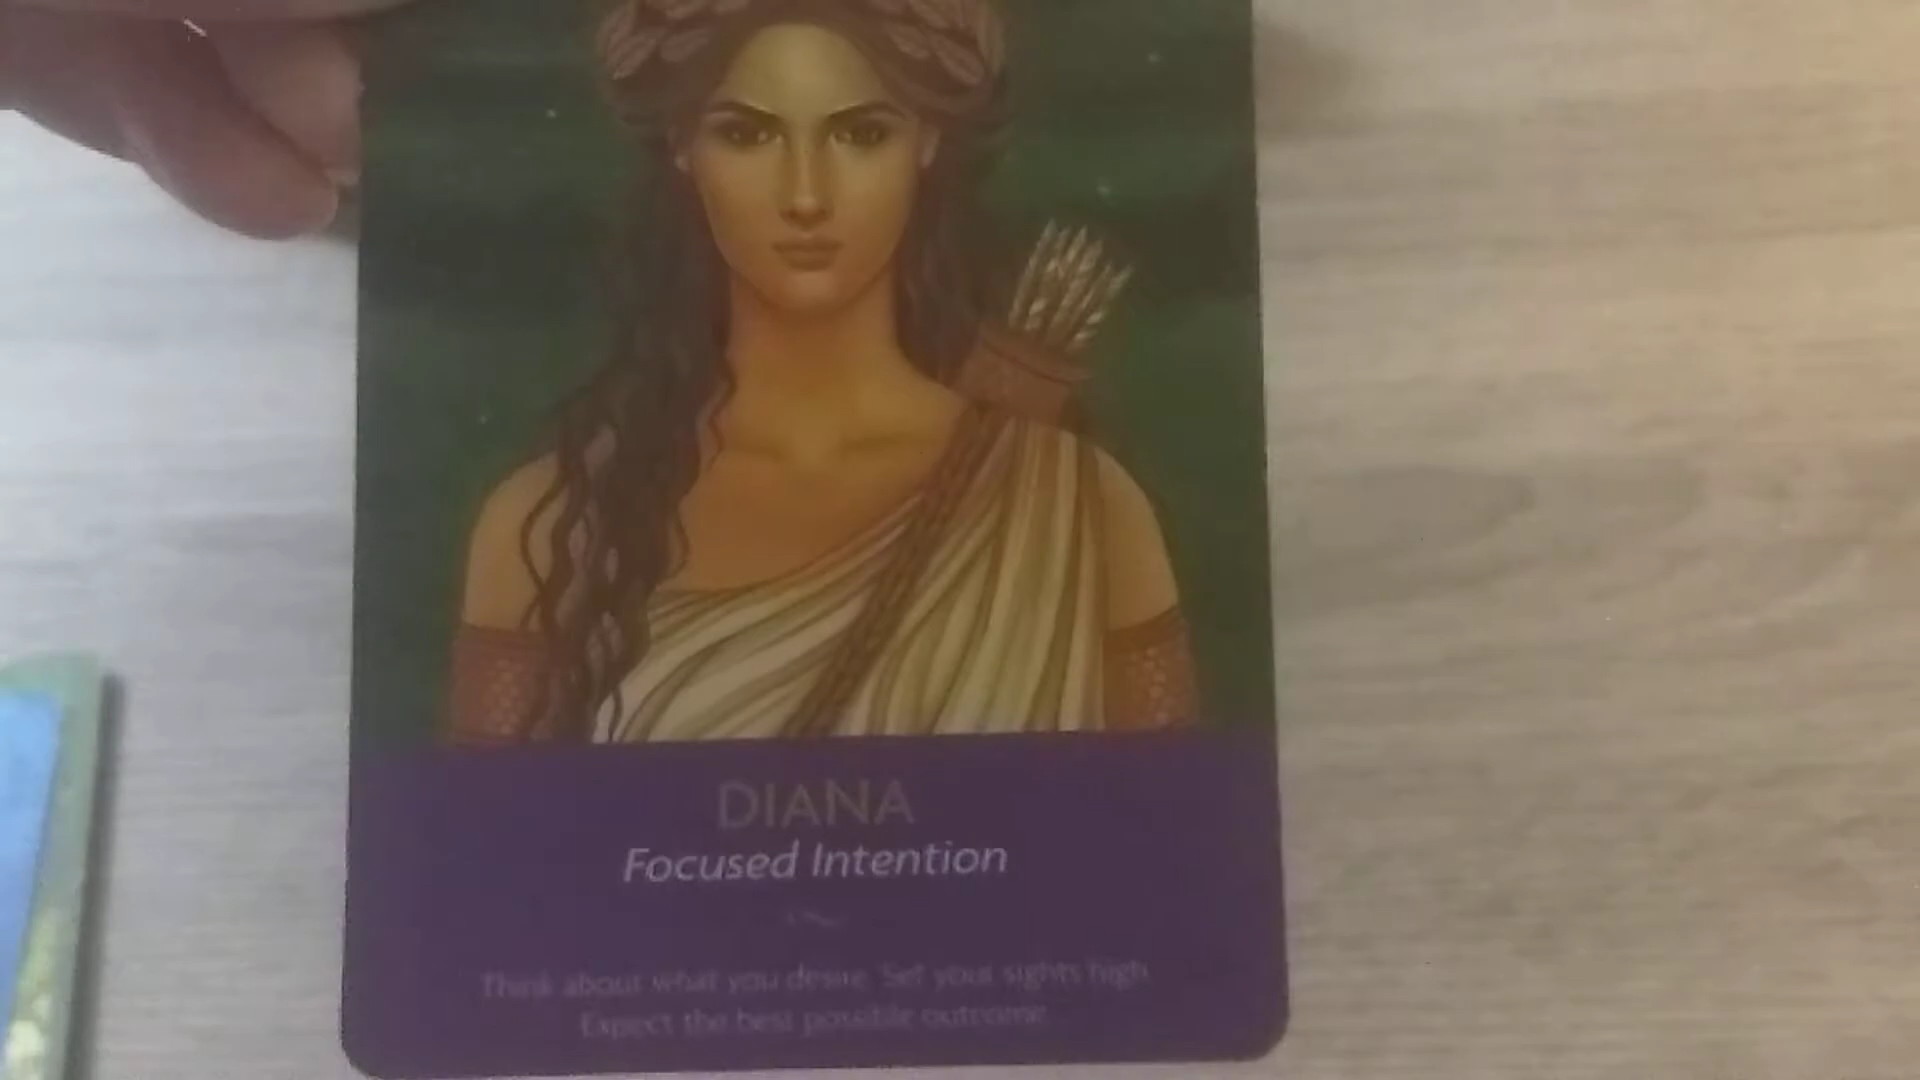 DIANA
Focused Intention
Think about what you desire. Set your sights high.
Expect the best possible outcome.